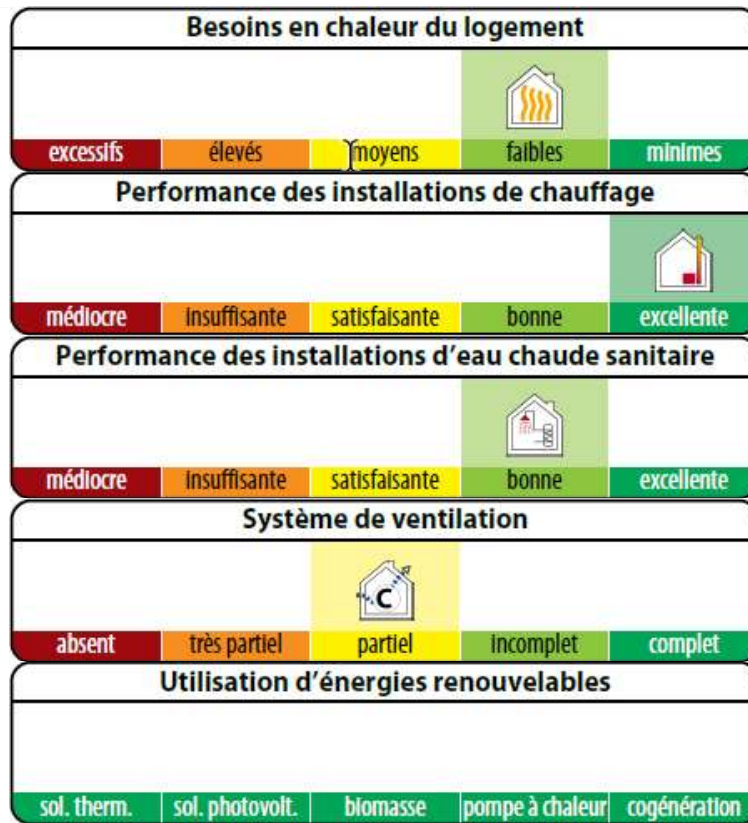 Besoins en chaleur du logement
excessifs élevés moyens faibles minimes
Performance des installations de chauffage
médiocre insuffisante satisfaisante bonne excellente
Performance des installations d'eau chaude sanitaire
médiocre insuffisante satisfaisante bonne excellente
Système de ventilation
C
absent très partiel partiel incomplet complet
Utilisation d'énergies renouvelables
sol. therm. sol. photovolt. biomasse pompe à chaleur cogénération